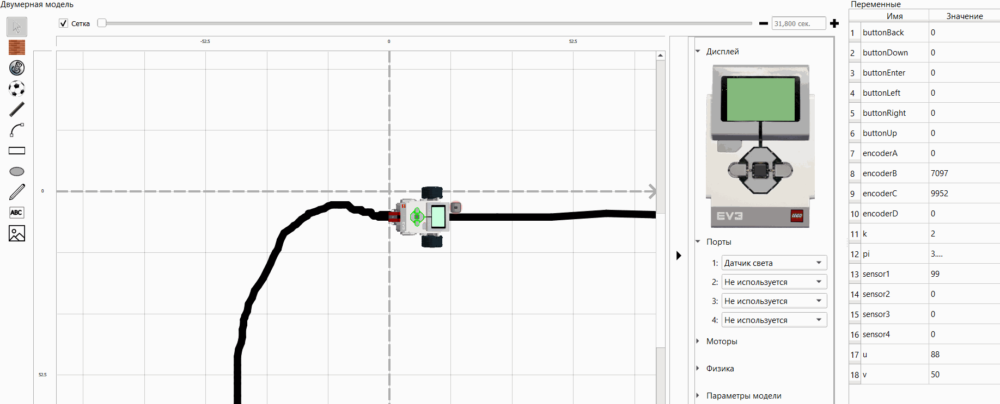 Двумерная модель
Сетка
31,800 сек.
-52.5
0
52.5
0
52.5
ABC
EV3
Дисплей
EV3
LEGO
Порты
1: Датчик света
2: Не используется
3: Не используется
4: Не используется
Моторы
Физика
Параметры модели
Переменные
Имя Значение
1 buttonBack 0
2 buttonDown 0
3 buttonEnter 0
4 buttonLeft 0
5 buttonRight 0
6 buttonUp 0
7 encoderA 0
8 encoderB 7097
9 encoderC 9952
10 encoderD 0
11 k 2
12 pi 3....
13 sensor1 99
14 sensor2 0
15 sensor3 0
16 sensor4 0
17 u 88
18 v 50